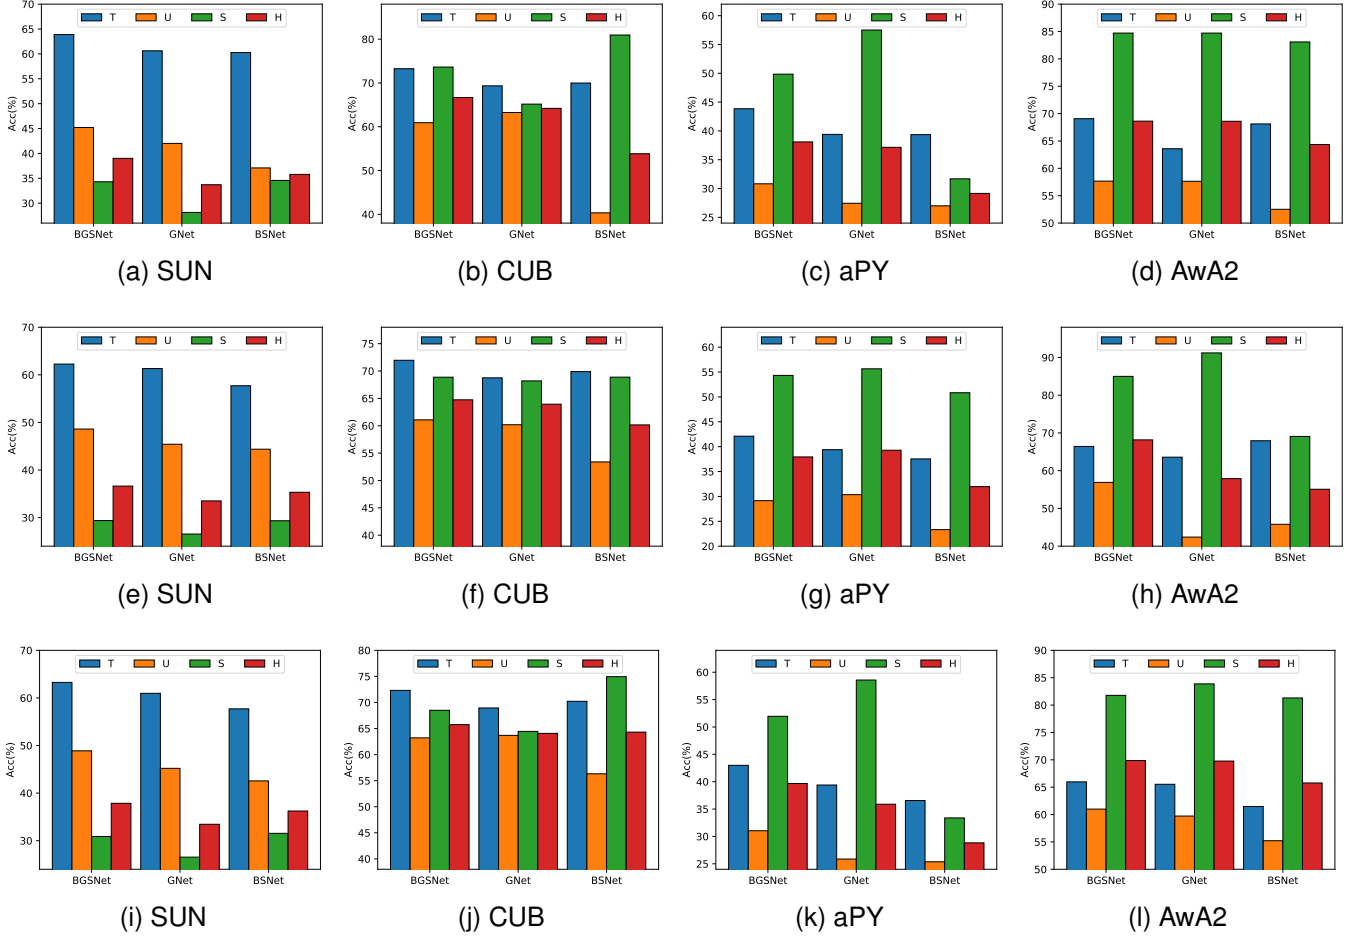 T U S H
70
65
60
55
50
45
40
35
30
Acc(%)
BGSNet GNet BSNet
(a) SUN
T U S H
80
70
60
50
40
Acc(%)
BGSNet GNet BSNet
(b) CUB
T U S H
60
55
50
45
40
35
30
25
Acc(%)
BGSNet GNet BSNet
(c) aPY
T U S H
90
85
80
75
70
65
60
55
50
Acc(%)
BGSNet GNet BSNet
(d) AwA2
T U S H
70
60
50
40
30
Acc(%)
BGSNet GNet BSNet
(e) SUN
T U S H
75
70
65
60
55
50
45
40
Acc(%)
BGSNet GNet BSNet
(f) CUB
T U S H
60
55
50
45
40
35
30
25
20
Acc(%)
BGSNet GNet BSNet
(g) aPY
T U S H
90
80
70
60
50
40
Acc(%)
BGSNet GNet BSNet
(h) AwA2
T U S H
70
60
50
40
30
Acc(%)
BGSNet GNet BSNet
(i) SUN
T U S H
80
75
70
65
60
55
50
45
40
Acc(%)
BGSNet GNet BSNet
(j) CUB
T U S H
60
55
50
45
40
35
30
25
Acc(%)
BGSNet GNet BSNet
(k) aPY
T U S H
90
85
80
75
70
65
60
55
50
Acc(%)
BGSNet GNet BSNet
(l) AwA2